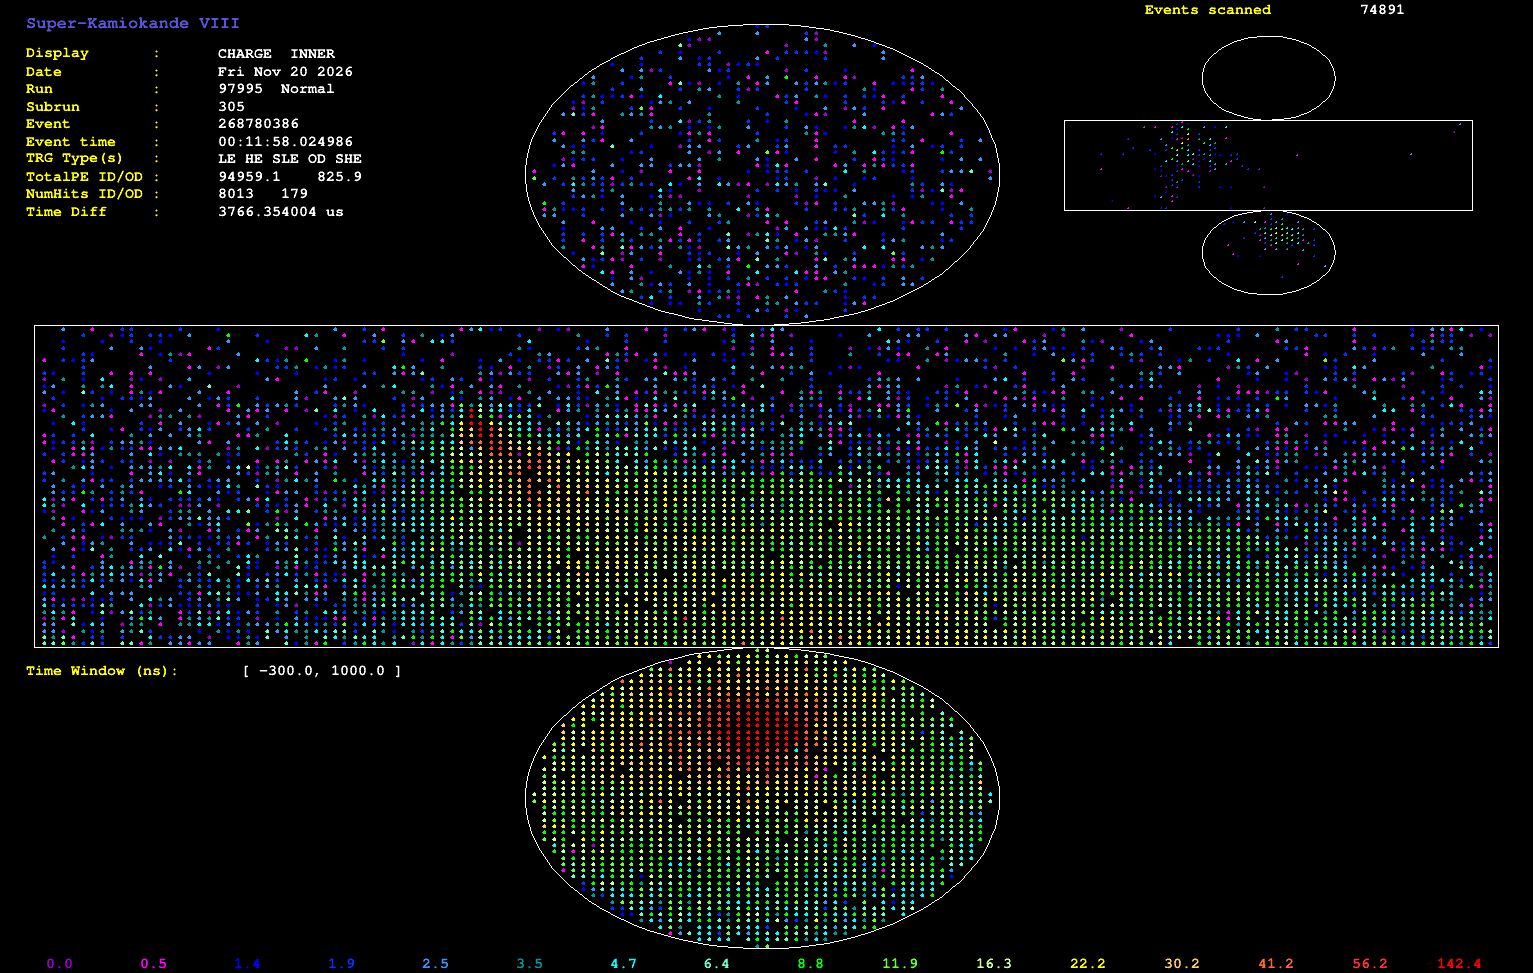 Super-Kamiokande VIII
Display : CHARGE INNER
Date : Fri Nov 20 2026
Run : 97995 Normal
Subrun : 305
Event : 268780386
Event time : 00:11:58.024986
TRG Type(s) : LE HE SLE OD SHE
TotalPE ID/OD : 94959.1 825.9
NumHits ID/OD : 8013 179
Time Diff : 3766.354004 us
Events scanned 74891
Time Window (ns): [ -300.0, 1000.0 ]
0.0 0.5 1.4 1.9 2.5 3.5 4.7 6.4 8.8 11.9 16.3 22.2 30.2 41.2 56.2 142.4